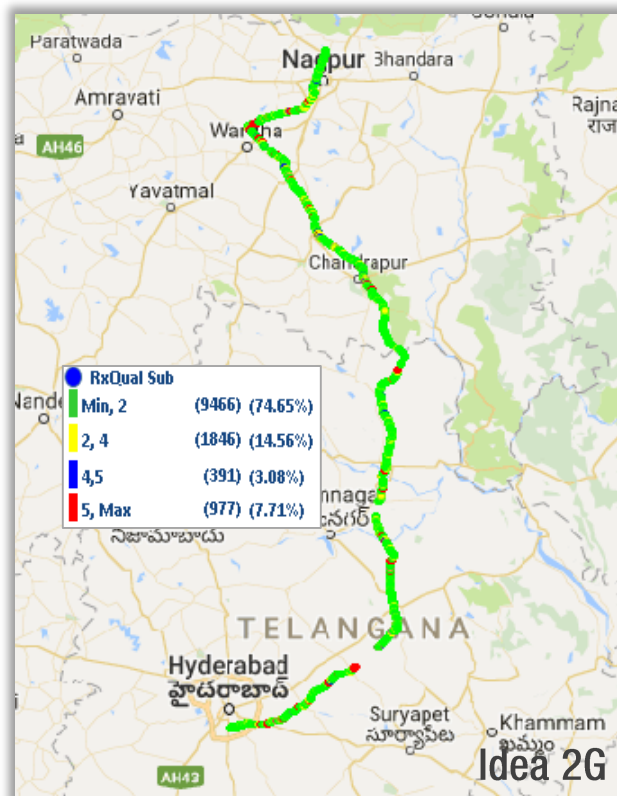 Paratwada
Nagpur
Bhandara
Amravati
Wardha
AH46
Yavatmal
Chandrapur
RxQual Sub
Min, 2 (9466) (74.65%)
2, 4 (1846) (14.56%)
4,5 (391) (3.08%)
5, Max (977) (7.71%)
Nande
mnaga
నిజామాబాదు
TELANGANA
Hyderabad
హైదరాబాద్
Suryapet
సూర్యాపేట
Khammam
ఖమ్మం
AH43
Idea 2G